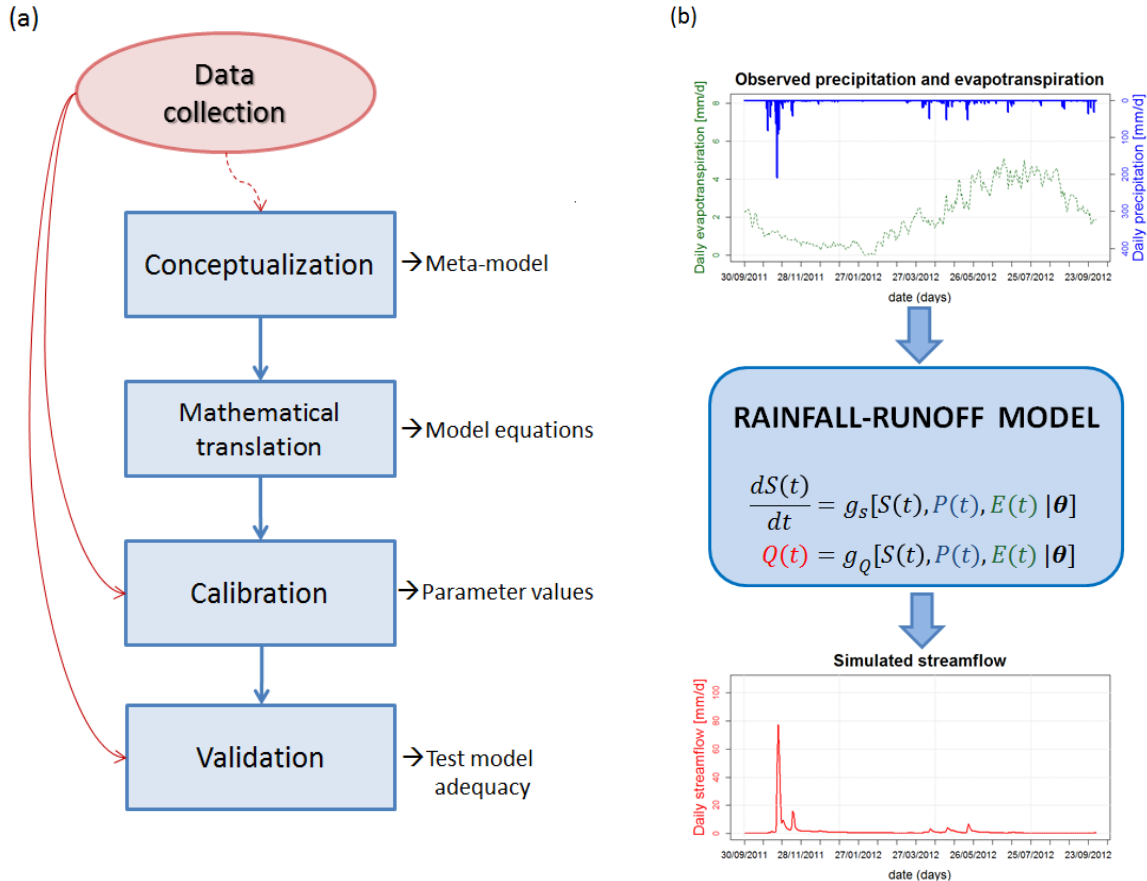 (a)
Data
collection
Conceptualization
→Meta-model
Mathematical
translation
→Model equations
Calibration
→Parameter values
Validation
→Test model
adequacy
(b)
Observed precipitation and evapotranspiration
Daily evapotranspiration [mm/d]
0 2 4 6 8
Daily precipitation [mm/d]
0 100 200 300 400
30/09/2011 28/11/2011 27/01/2012 27/03/2012 26/05/2012 25/07/2012 23/09/2012
date (days)
RAINFALL-RUNOFF MODEL
dS(t)/dt = g_s[S(t), P(t), E(t) |θ]
Q(t) = g_Q[S(t), P(t), E(t) |θ]
Simulated streamflow
Daily streamflow [mm/d]
0 20 40 60 80 100
30/09/2011 28/11/2011 27/01/2012 27/03/2012 26/05/2012 25/07/2012 23/09/2012
date (days)